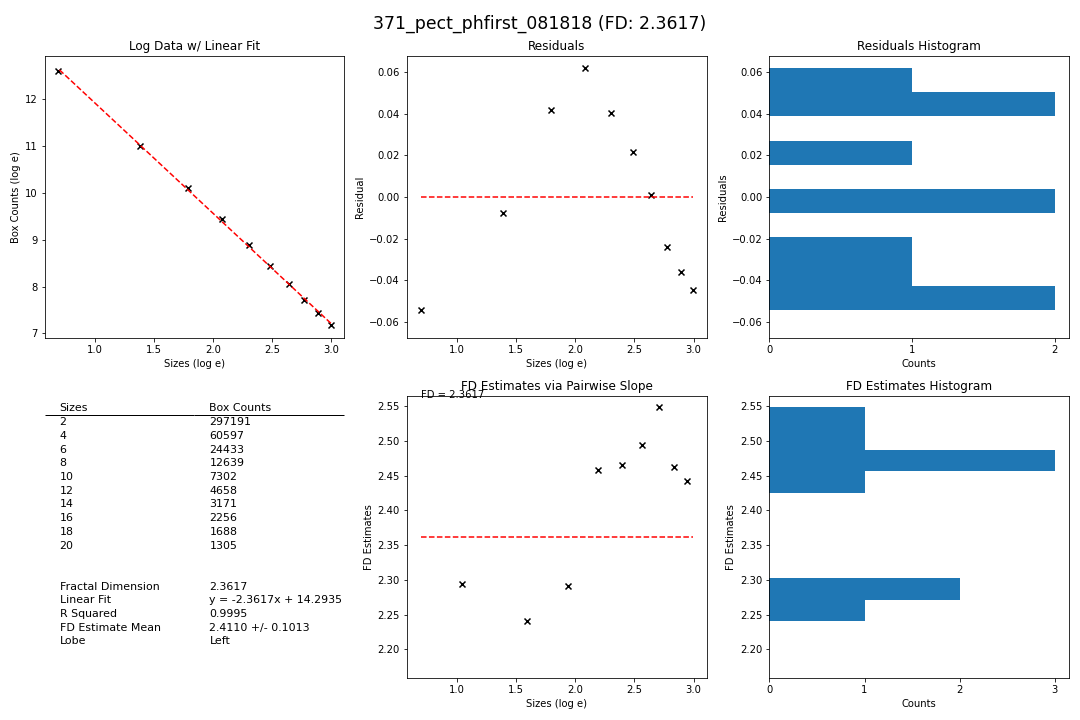 371_pect_phfirst_081818 (FD: 2.3617)
Log Data w/ Linear Fit
Box Counts (log e)
12
11
10
9
8
7
1.0 1.5 2.0 2.5 3.0
Sizes (log e)
Residuals
Residual
0.06
0.04
0.02
0.00
−0.02
−0.04
−0.06
1.0 1.5 2.0 2.5 3.0
Sizes (log e)
Residuals Histogram
Residuals
0.06
0.04
0.02
0.00
−0.02
−0.04
−0.06
0 1 2
Counts
Sizes Box Counts
2 297191
4 60597
6 24433
8 12639
10 7302
12 4658
14 3171
16 2256
18 1688
20 1305
Fractal Dimension 2.3617
Linear Fit y = -2.3617x + 14.2935
R Squared 0.9995
FD Estimate Mean 2.4110 +/- 0.1013
Lobe Left
FD Estimates via Pairwise Slope
FD = 2.3617
FD Estimates
2.55
2.50
2.45
2.40
2.35
2.30
2.25
2.20
1.0 1.5 2.0 2.5 3.0
Sizes (log e)
FD Estimates Histogram
FD Estimates
2.55
2.50
2.45
2.40
2.35
2.30
2.25
2.20
0 1 2 3
Counts